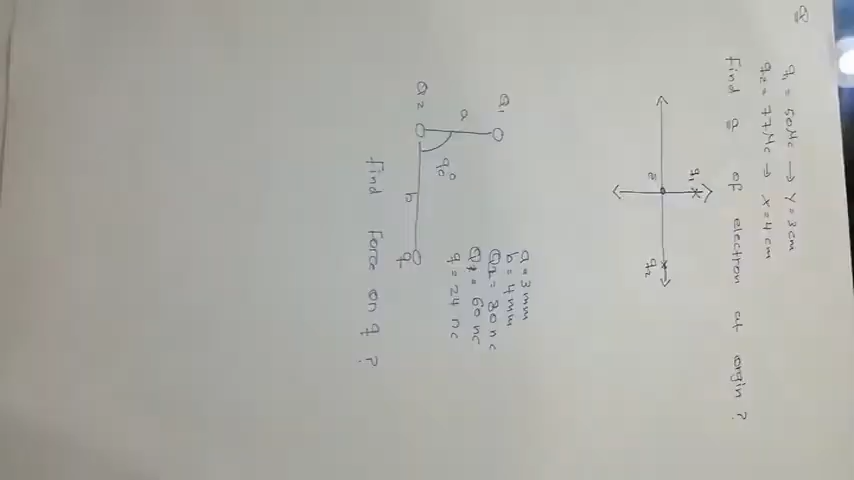 Q
q1 = 50μc → Y = 3cm
q2 = 77μc → X = 4cm
Find a of electron at orgin ?
q1
e
q2
Q1
a
90°
Q2
b
q
a = 3mm
b = 4mm
Q1 = 80 nc
Q2 = 60 nc
q = 24 nc
find force on q ?